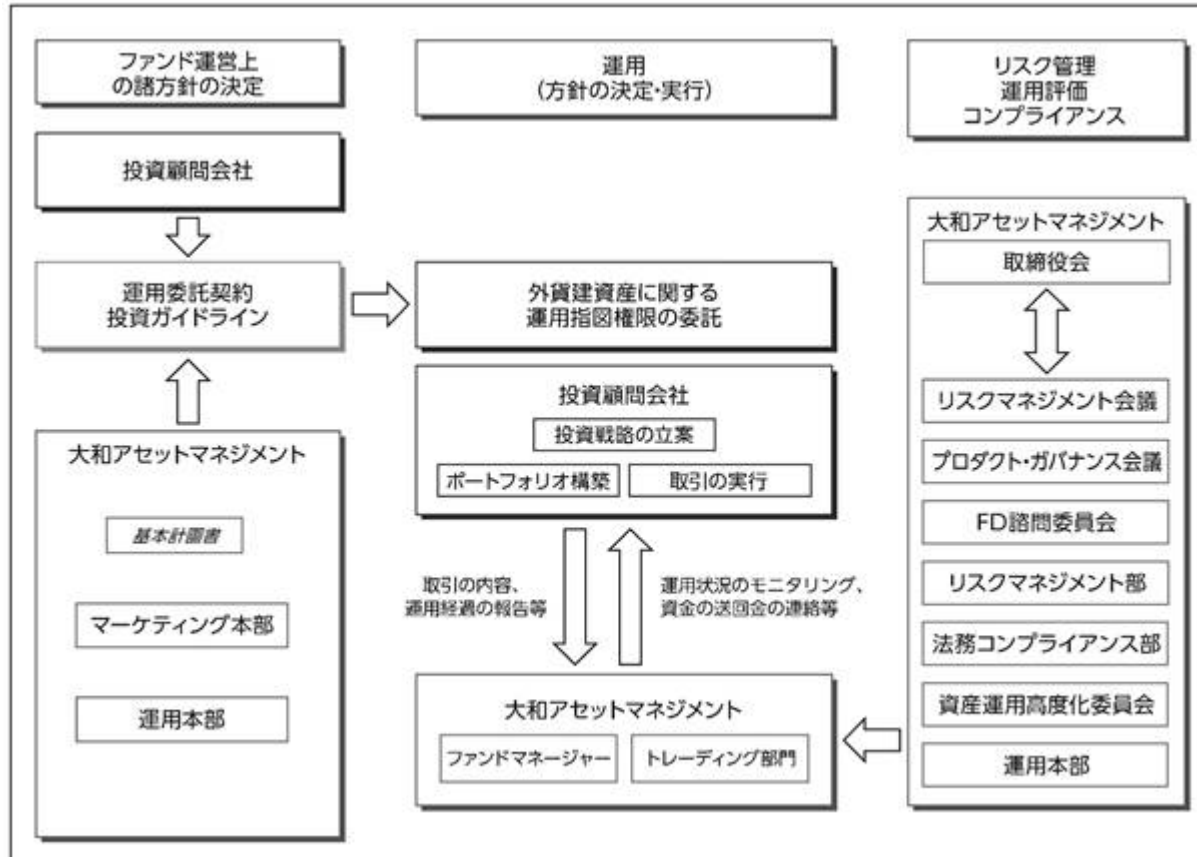 ファンド運営上
の諸方針の決定
運用
(方針の決定・実行)
リスク管理
運用評価
コンプライアンス
投資顧問会社
運用委託契約
投資ガイドライン
外貨建資産に関する
運用指図権限の委託
大和アセットマネジメント
基本計画書
マーケティング本部
運用本部
投資顧問会社
投資戦略の立案
ポートフォリオ構築
取引の実行
取引の内容、
運用経過の報告等
運用状況のモニタリング、
資金の送回金の連絡等
大和アセットマネジメント
ファンドマネージャー
トレーディング部門
大和アセットマネジメント
取締役会
リスクマネジメント会議
プロダクト・ガバナンス会議
FD諮問委員会
リスクマネジメント部
法務コンプライアンス部
資産運用高度化委員会
運用本部